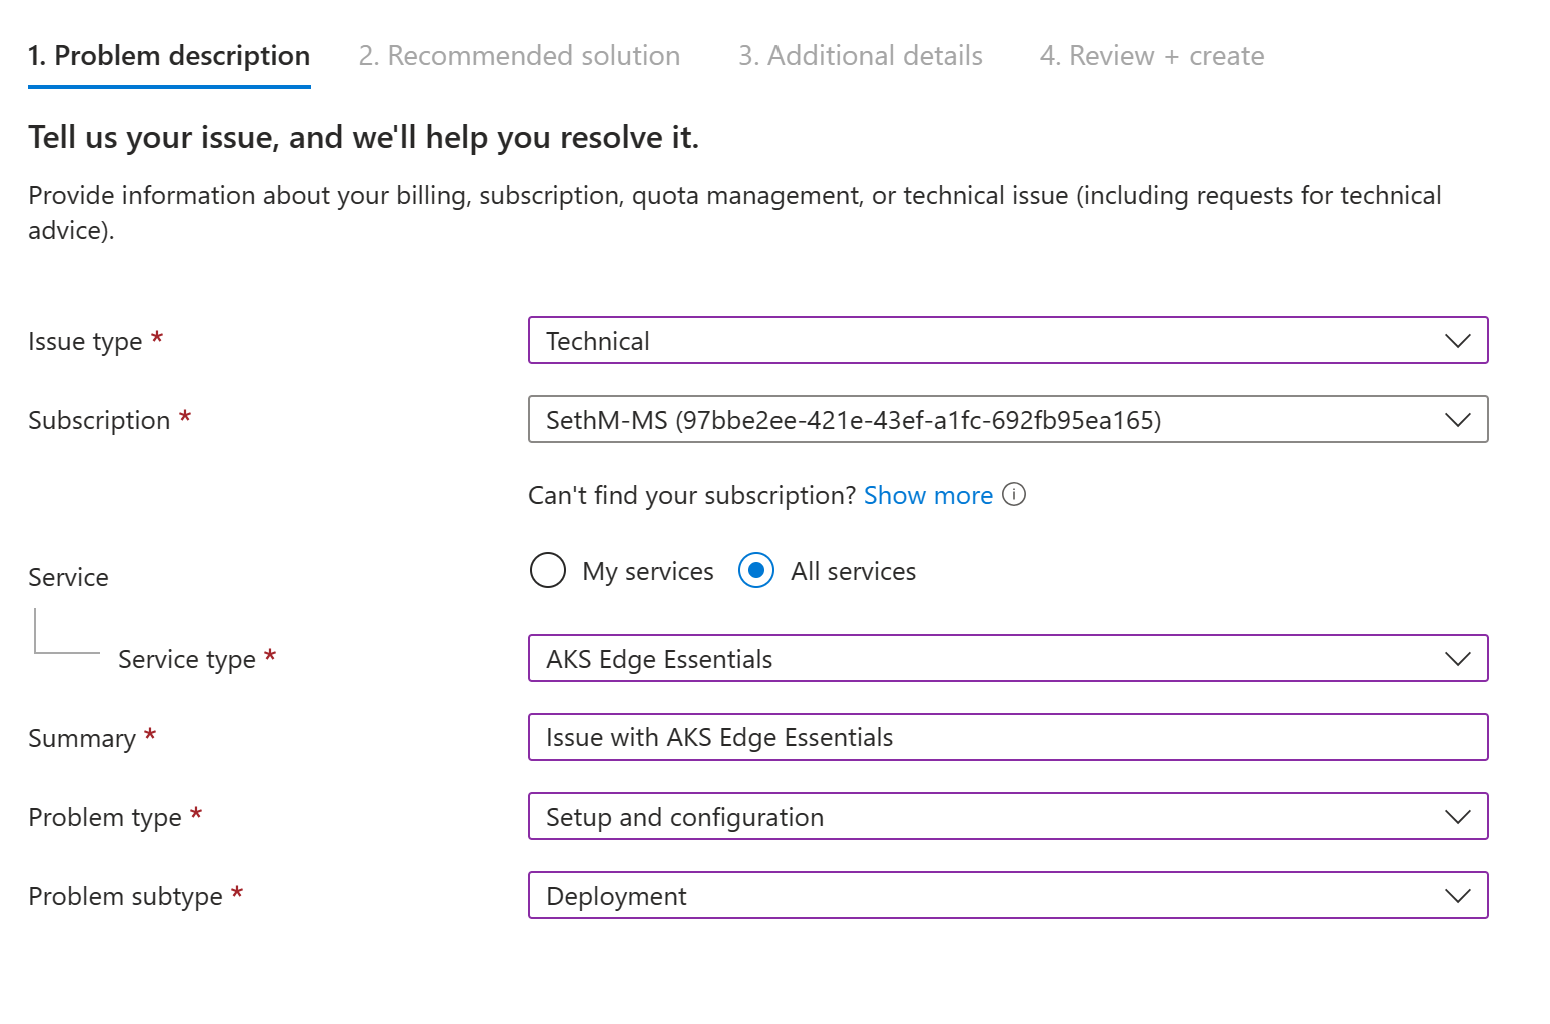 1. Problem description 2. Recommended solution 3. Additional details 4. Review + create
Tell us your issue, and we'll help you resolve it.
Provide information about your billing, subscription, quota management, or technical issue (including requests for technical
advice).
Issue type * Technical
Subscription * SethM-MS (97bbe2ee-421e-43ef-a1fc-692fb95ea165)
Can't find your subscription? Show more
Service My services All services
Service type * AKS Edge Essentials
Summary * Issue with AKS Edge Essentials
Problem type * Setup and configuration
Problem subtype * Deployment